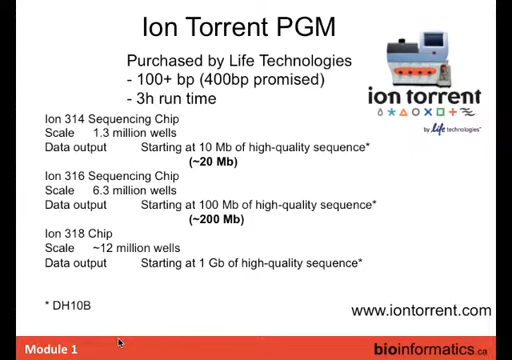 Ion Torrent PGM
Purchased by Life Technologies
- 100+ bp (400bp promised)
- 3h run time
ion torrent
by life technologies™
Ion 314 Sequencing Chip
Scale 1.3 million wells
Data output Starting at 10 Mb of high-quality sequence*
(~20 Mb)
Ion 316 Sequencing Chip
Scale 6.3 million wells
Data output Starting at 100 Mb of high-quality sequence*
(~200 Mb)
Ion 318 Chip
Scale ~12 million wells
Data output Starting at 1 Gb of high-quality sequence*
* DH10B
www.iontorrent.com
Module 1
bioinformatics.ca